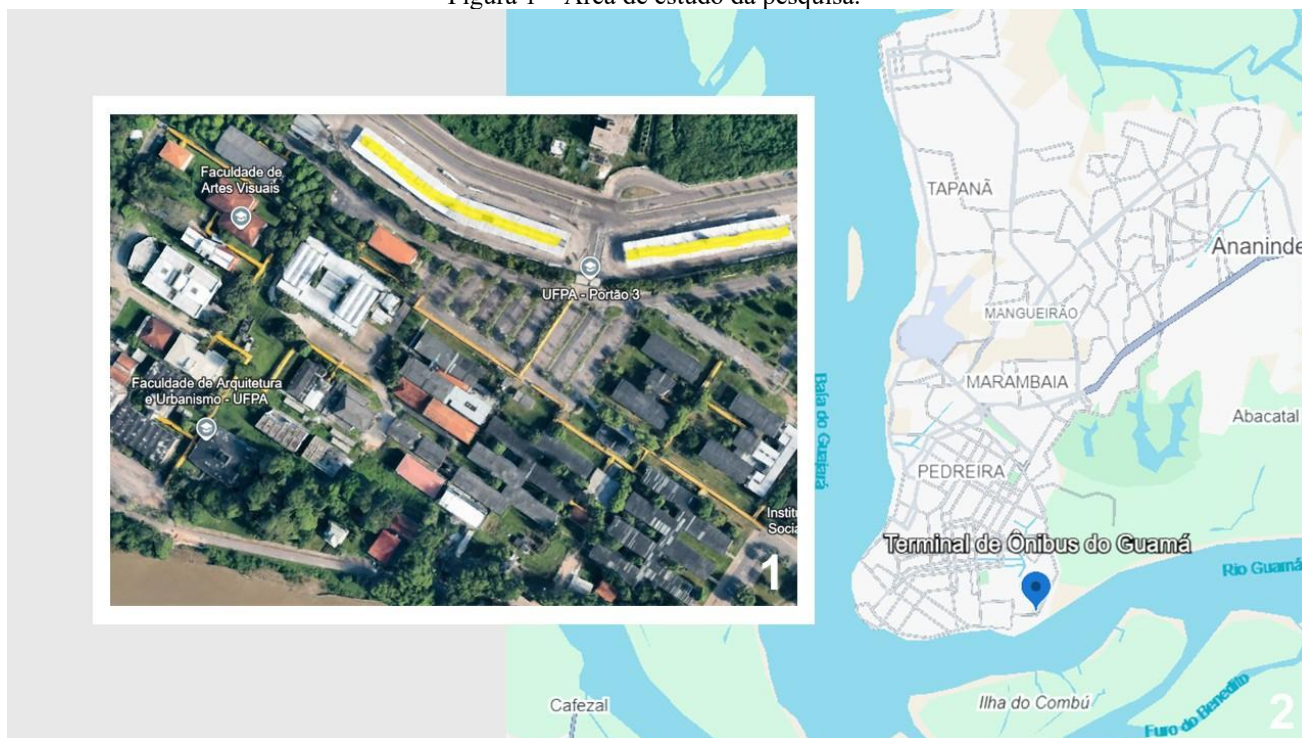 Figura 1 – Área de estudo da pesquisa.
Faculdade de
Artes Visuais
UFPA - Portão 3
Faculdade de Arquitetura
e Urbanismo - UFPA
Institu
Socia
1
TAPANÃ
Ananinde
MANGUEIRÃO
MARAMBAIA
Abacatal
Baía do Guajará
PEDREIRA
Terminal de Ônibus do Guamá
Rio Guamá
Ilha do Combú
Cafezal
Furo do Benedito
2